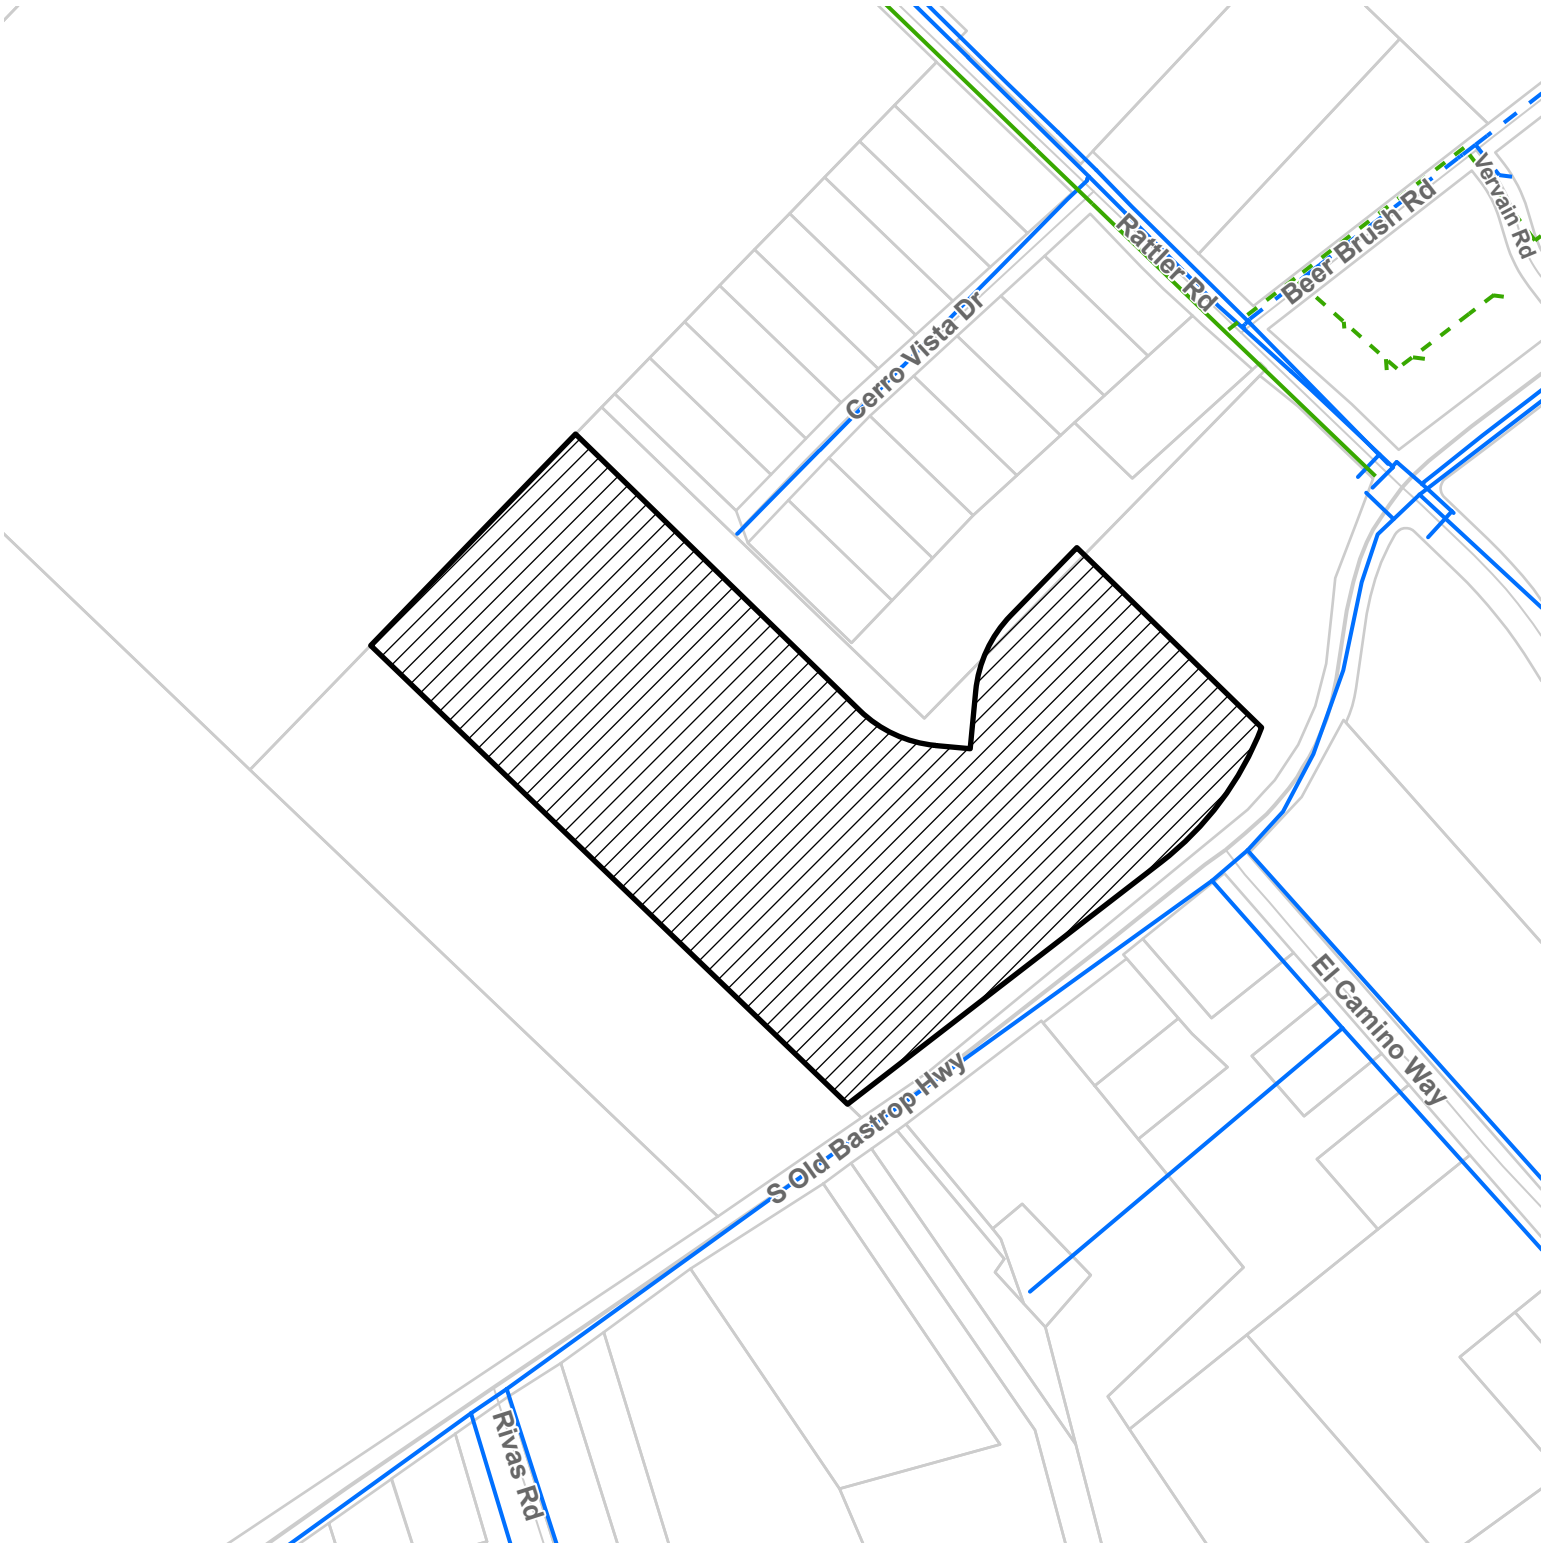 Vervain Rd
Beer Brush Rd
Rattler Rd
Cerro Vista Dr
El Camino Way
S Old Bastrop Hwy
Rivas Rd